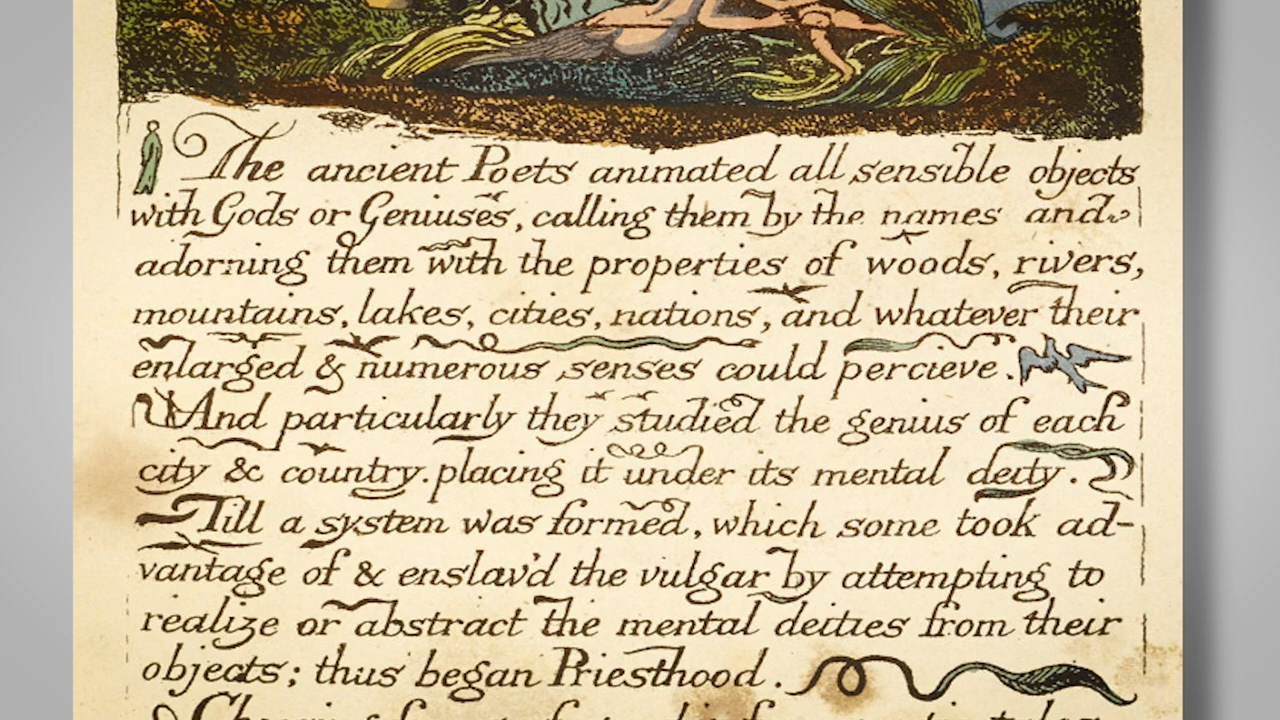 The ancient Poets animated all sensible objects
with Gods or Geniuses, calling them by the names and
adorning them with the properties of woods, rivers,
mountains, lakes, cities, nations, and whatever their
enlarged & numerous senses could percieve.
And particularly they studied the genius of each
city & country. placing it under its mental deity.
Till a system was formed, which some took ad-
vantage of & enslav'd the vulgar by attempting to
realize or abstract the mental deities from their
objects; thus began Priesthood.